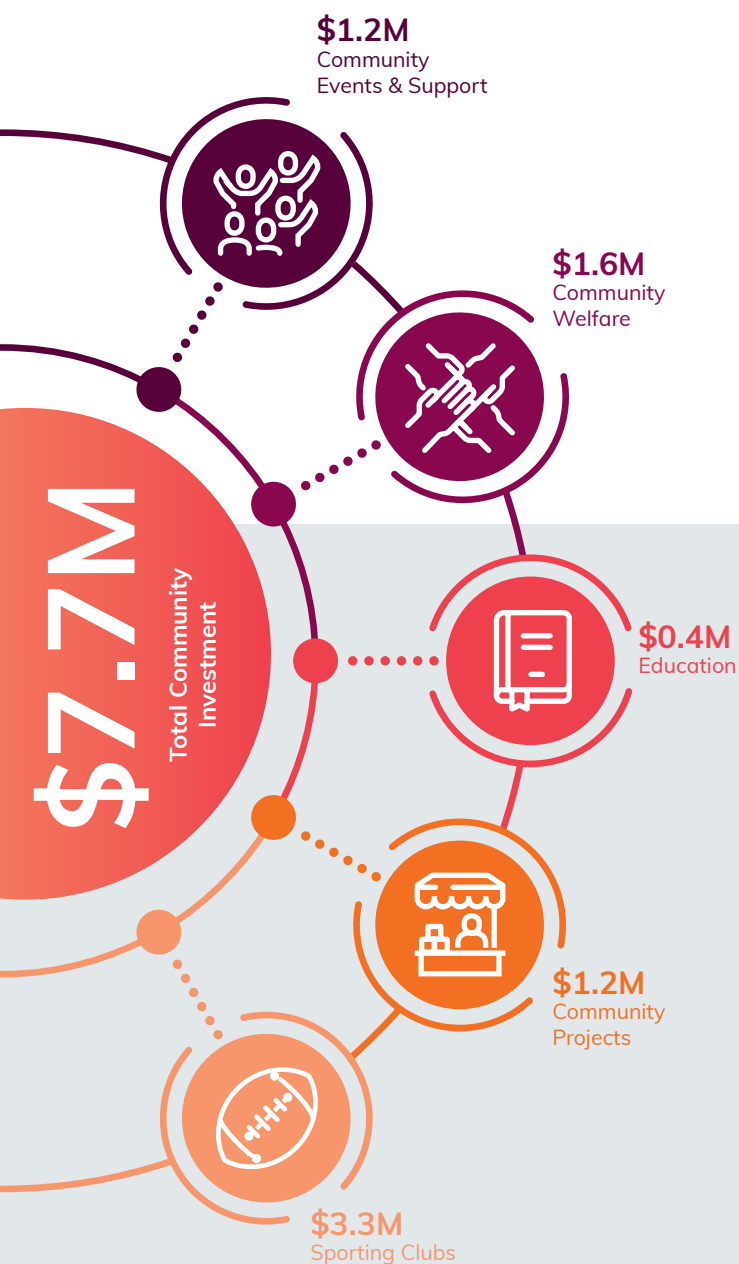 $1.2M
Community
Events & Support
$1.6M
Community
Welfare
$7.7M
Total Community
Investment
$0.4M
Education
$1.2M
Community
Projects
$3.3M
Sporting Clubs